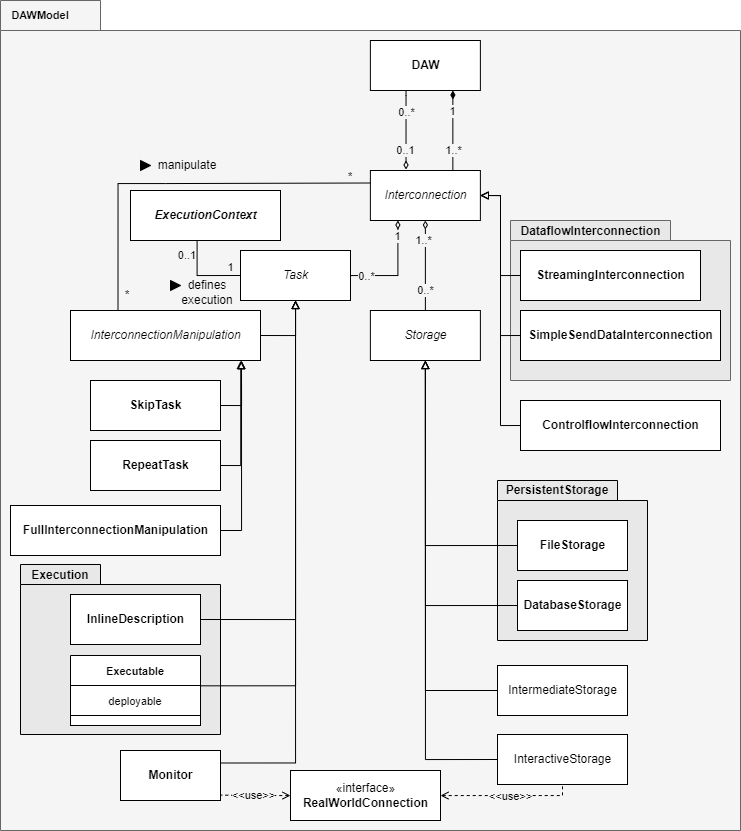 DAWModel
DAW
0..*
1
0..1
1..*
manipulate
*
Interconnection
ExecutionContext
DataflowInterconnection
1
1..*
0..1
1
Task
0..*
StreamingInterconnection
defines
execution
*
0..*
InterconnectionManipulation
Storage
SimpleSendDataInterconnection
SkipTask
ControlflowInterconnection
RepeatTask
PersistentStorage
FullInterconnectionManipulation
FileStorage
Execution
InlineDescription
DatabaseStorage
Executable
deployable
IntermediateStorage
Monitor
InteractiveStorage
<<use>>
«interface»
RealWorldConnection
<<use>>